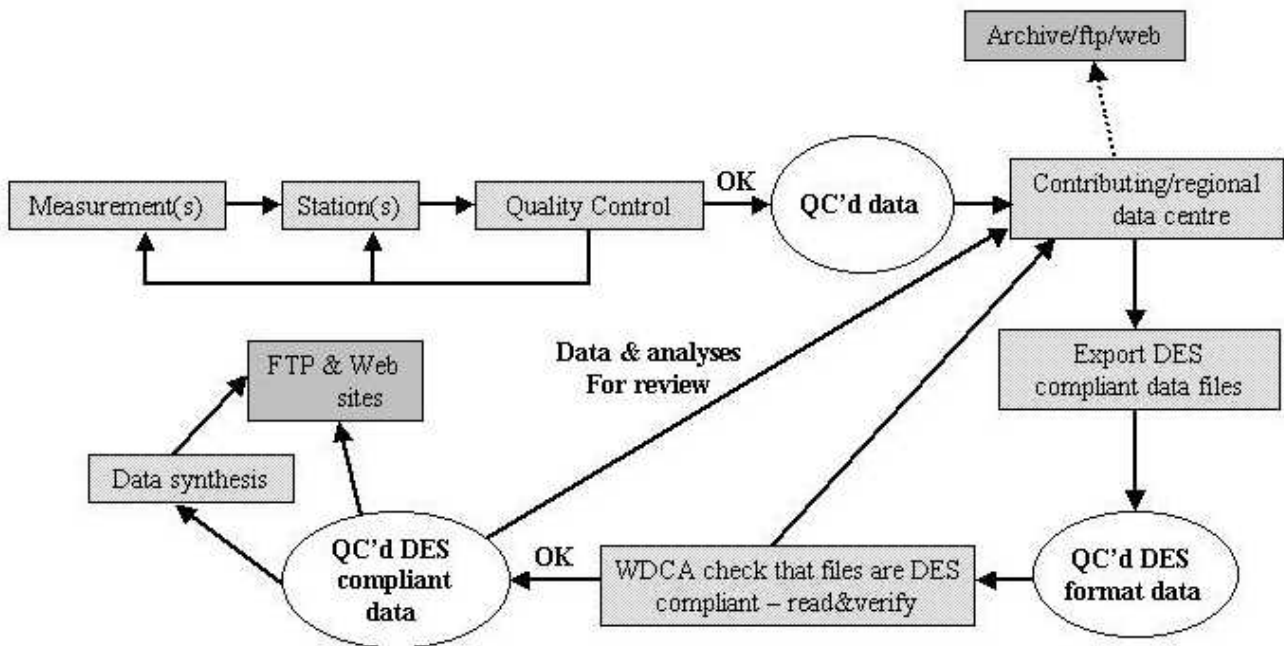 Archive/ftp/web
Measurement(s)
Station(s)
Quality Control
OK
QC'd data
Contributing/regional
data centre
Export DES
compliant data files
Data & analyses
For review
FTP & Web
sites
Data synthesis
QC'd DES
compliant
data
OK
WDCA check that files are DES
compliant – read&verify
QC'd DES
format data